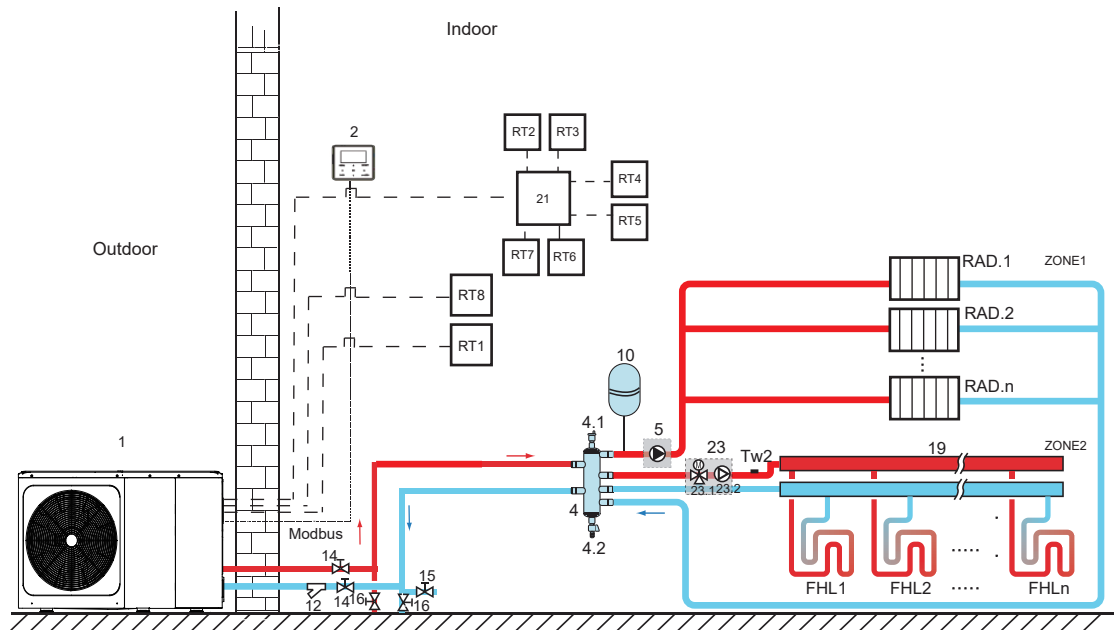 Indoor
2
RT2
RT3
RT4
21
RT5
RT7
RT6
Outdoor
RT8
RT1
RAD.1
ZONE1
RAD.2
RAD.n
10
4.1
5
23
Tw2
19
ZONE2
M
23.1
23.2
1
4
4.2
Modbus
14
15
12
14
16
16
FHL1
FHL2
FHLn